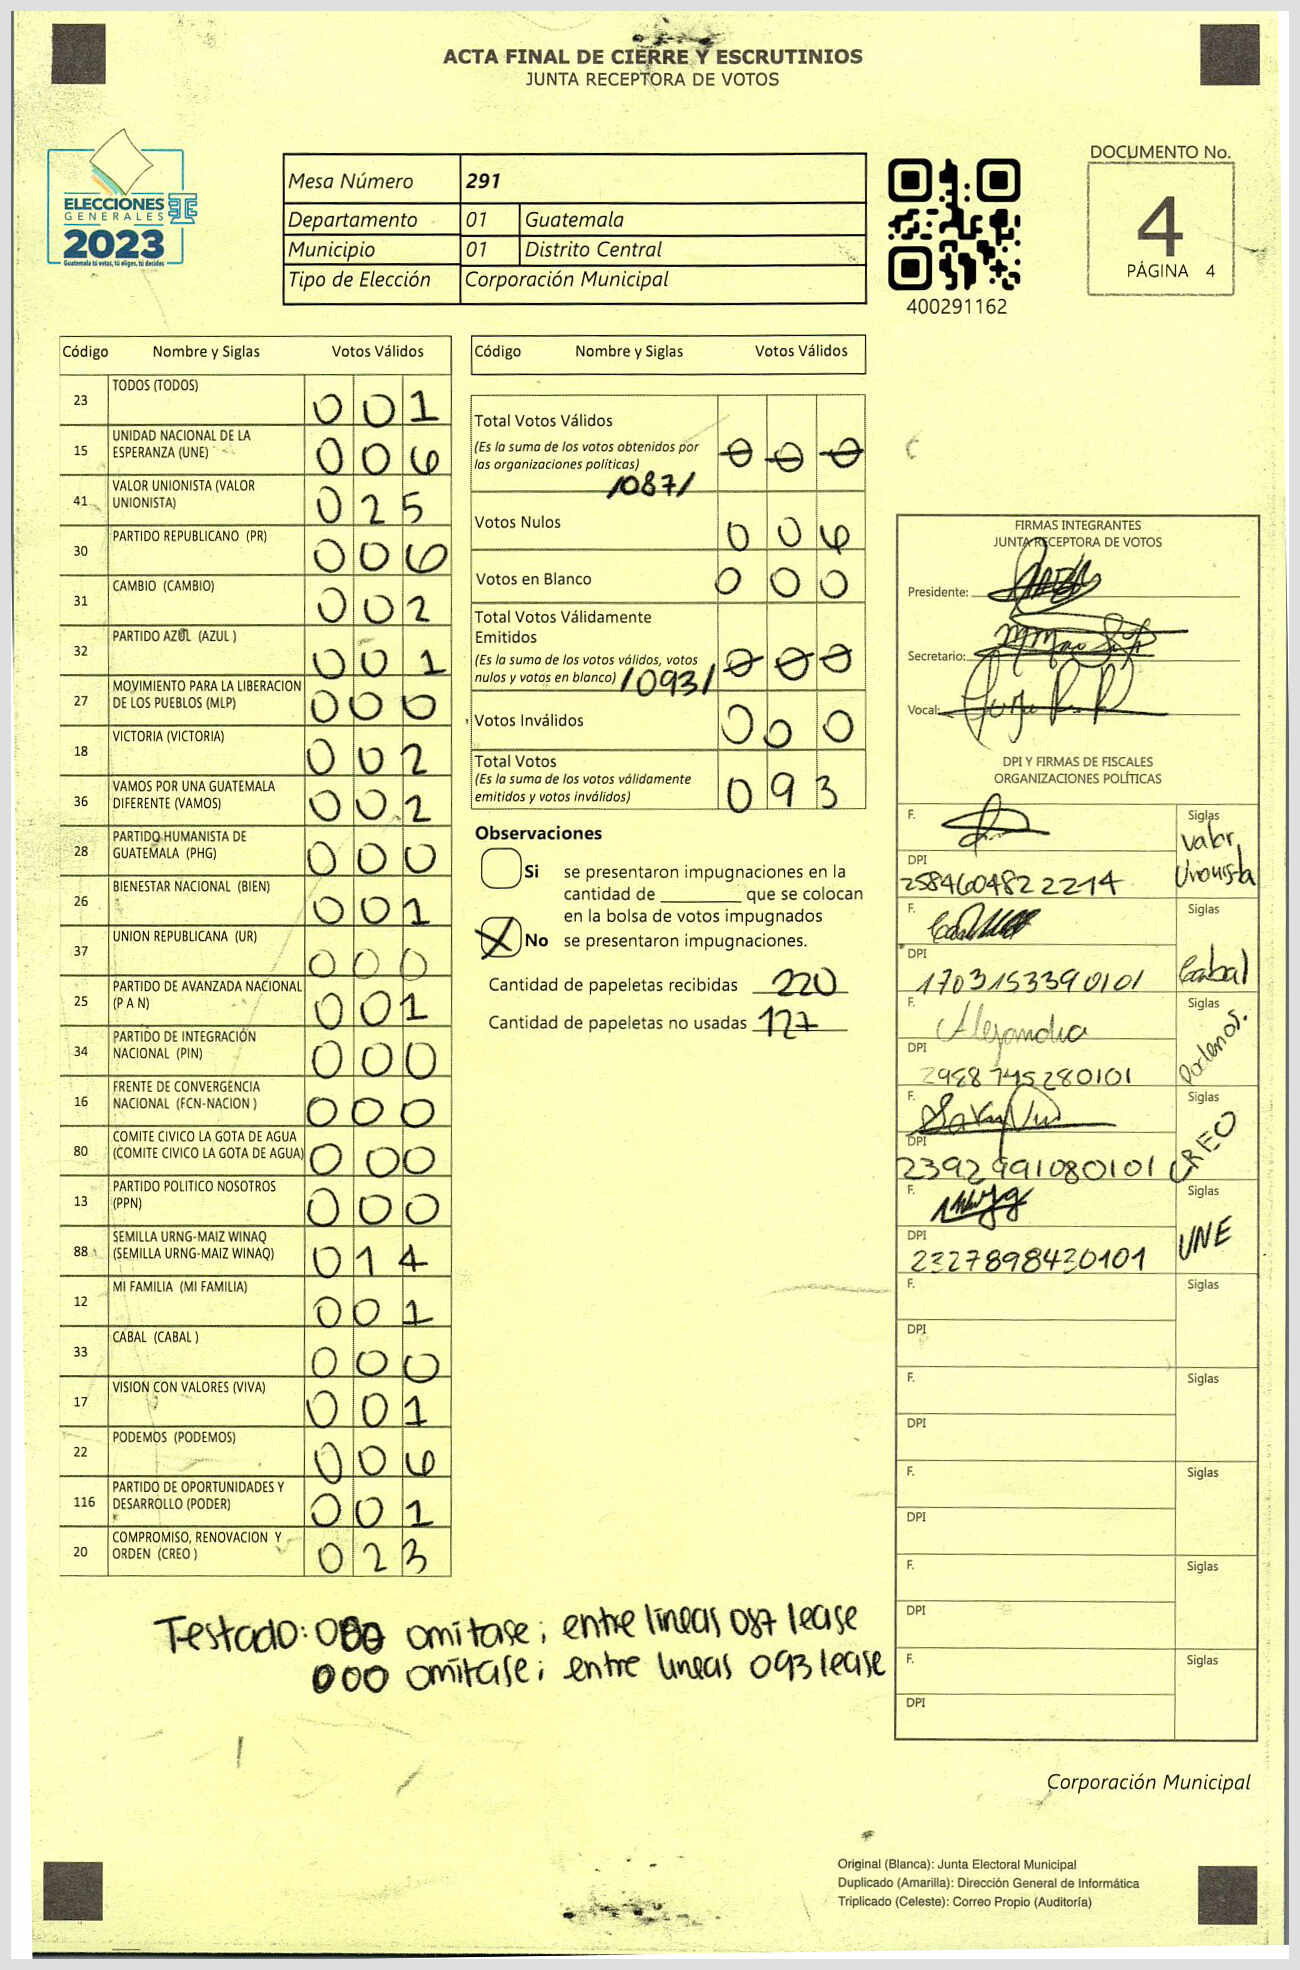 ACTA FINAL DE CIERRE Y ESCRUTINIOS
JUNTA RECEPTORA DE VOTOS
ELECCIONES
GENERALES
2023
Guatemala tú votas, tú eliges, tú decides
Mesa Número 291
Departamento 01 Guatemala
Municipio 01 Distrito Central
Tipo de Elección Corporación Municipal
400291162
DOCUMENTO No.
4
PÁGINA 4
Código Nombre y Siglas Votos Válidos
23 TODOS (TODOS) 0 0 1
15 UNIDAD NACIONAL DE LA ESPERANZA (UNE) 0 0 6
41 VALOR UNIONISTA (VALOR UNIONISTA) 0 2 5
30 PARTIDO REPUBLICANO (PR) 0 0 6
31 CAMBIO (CAMBIO) 0 0 2
32 PARTIDO AZUL (AZUL ) 0 0 1
27 MOVIMIENTO PARA LA LIBERACION DE LOS PUEBLOS (MLP) 0 0 0
18 VICTORIA (VICTORIA) 0 0 2
36 VAMOS POR UNA GUATEMALA DIFERENTE (VAMOS) 0 0 2
28 PARTIDO HUMANISTA DE GUATEMALA (PHG) 0 0 0
26 BIENESTAR NACIONAL (BIEN) 0 0 1
37 UNION REPUBLICANA (UR) 0 0 0
25 PARTIDO DE AVANZADA NACIONAL (P A N) 0 0 1
34 PARTIDO DE INTEGRACIÓN NACIONAL (PIN) 0 0 0
16 FRENTE DE CONVERGENCIA NACIONAL (FCN-NACION ) 0 0 0
80 COMITE CIVICO LA GOTA DE AGUA (COMITE CIVICO LA GOTA DE AGUA) 0 0 0
13 PARTIDO POLITICO NOSOTROS (PPN) 0 0 0
88 SEMILLA URNG-MAIZ WINAQ (SEMILLA URNG-MAIZ WINAQ) 0 1 4
12 MI FAMILIA (MI FAMILIA) 0 0 1
33 CABAL (CABAL ) 0 0 0
17 VISION CON VALORES (VIVA) 0 0 1
22 PODEMOS (PODEMOS) 0 0 6
116 PARTIDO DE OPORTUNIDADES Y DESARROLLO (PODER) 0 0 1
20 COMPROMISO, RENOVACION Y ORDEN (CREO ) 0 2 3
Código Nombre y Siglas Votos Válidos
Total Votos Válidos
(Es la suma de los votos obtenidos por
las organizaciones políticas) 0 0 0
/087/
Votos Nulos 0 0 6
Votos en Blanco 0 0 0
Total Votos Válidamente
Emitidos
(Es la suma de los votos válidos, votos
nulos y votos en blanco) /093/ 0 0 0
Votos Inválidos 0 0 0
Total Votos
(Es la suma de los votos válidamente
emitidos y votos inválidos) 0 9 3
Observaciones
Si se presentaron impugnaciones en la
cantidad de ________ que se colocan
en la bolsa de votos impugnados
X No se presentaron impugnaciones.
Cantidad de papeletas recibidas 220
Cantidad de papeletas no usadas 127
FIRMAS INTEGRANTES
JUNTA RECEPTORA DE VOTOS
Presidente:
Secretario:
Vocal:
DPI Y FIRMAS DE FISCALES
ORGANIZACIONES POLÍTICAS
F. Siglas
Valor Unionista
DPI
2584604822214
F. Siglas
Cabal
DPI
1703153390101
F. Alejandra Siglas
Podemos.
DPI
2988745280101
F. Siglas
CREO
DPI
2392991080101
F. Siglas
UNE
DPI
2327898430101
F. Siglas
DPI
F. Siglas
DPI
F. Siglas
DPI
F. Siglas
DPI
F. Siglas
DPI
Testado: 000 omitase; entre lineas 087 lease
000 omitase; entre lineas 093 lease
Corporación Municipal
Original (Blanca): Junta Electoral Municipal
Duplicado (Amarilla): Dirección General de Informática
Triplicado (Celeste): Correo Propio (Auditoría)